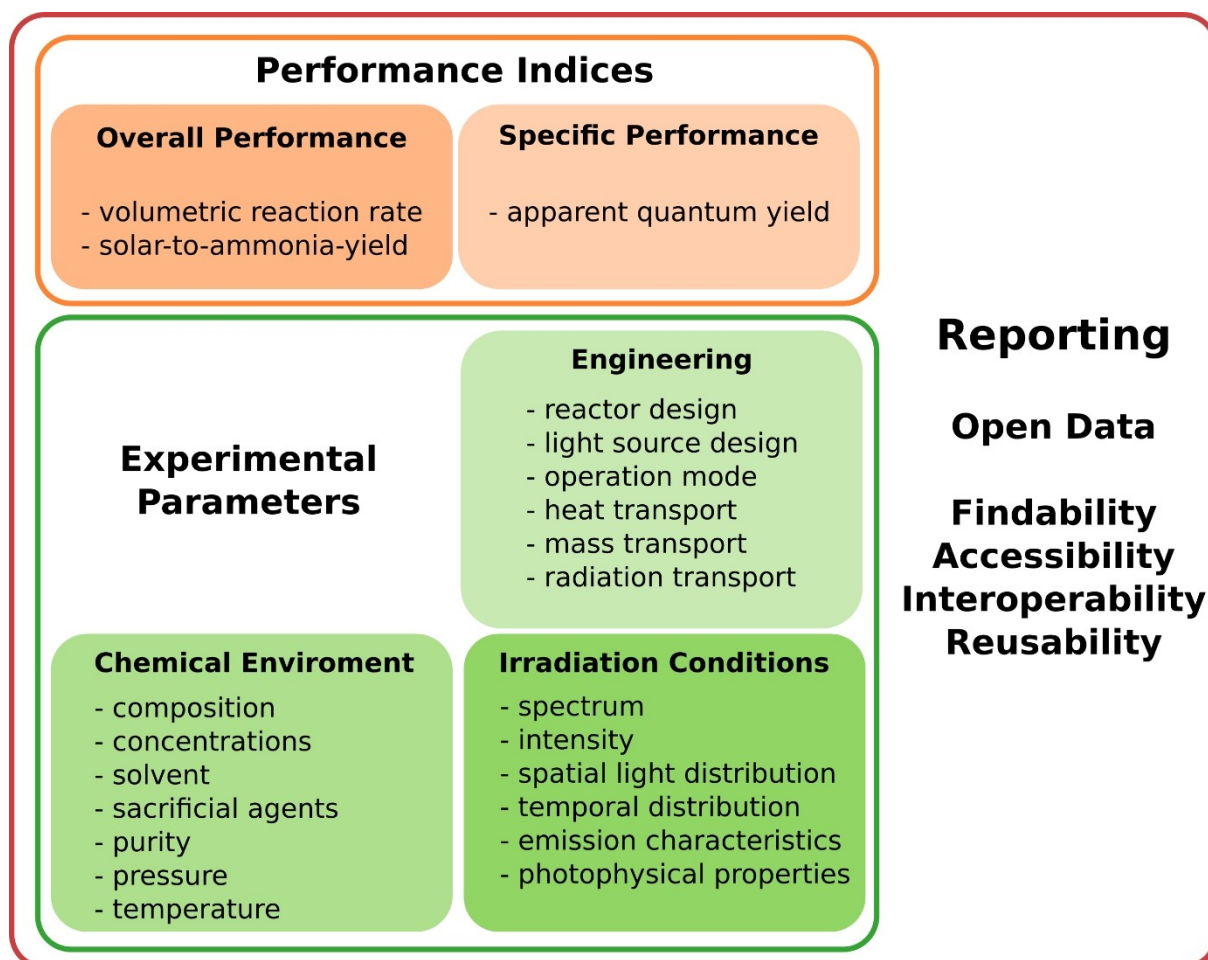 Performance Indices
Overall Performance
- volumetric reaction rate
- solar-to-ammonia-yield
Specific Performance
- apparent quantum yield
Experimental
Parameters
Engineering
- reactor design
- light source design
- operation mode
- heat transport
- mass transport
- radiation transport
Chemical Enviroment
- composition
- concentrations
- solvent
- sacrificial agents
- purity
- pressure
- temperature
Irradiation Conditions
- spectrum
- intensity
- spatial light distribution
- temporal distribution
- emission characteristics
- photophysical properties
Reporting
Open Data
Findability
Accessibility
Interoperability
Reusability